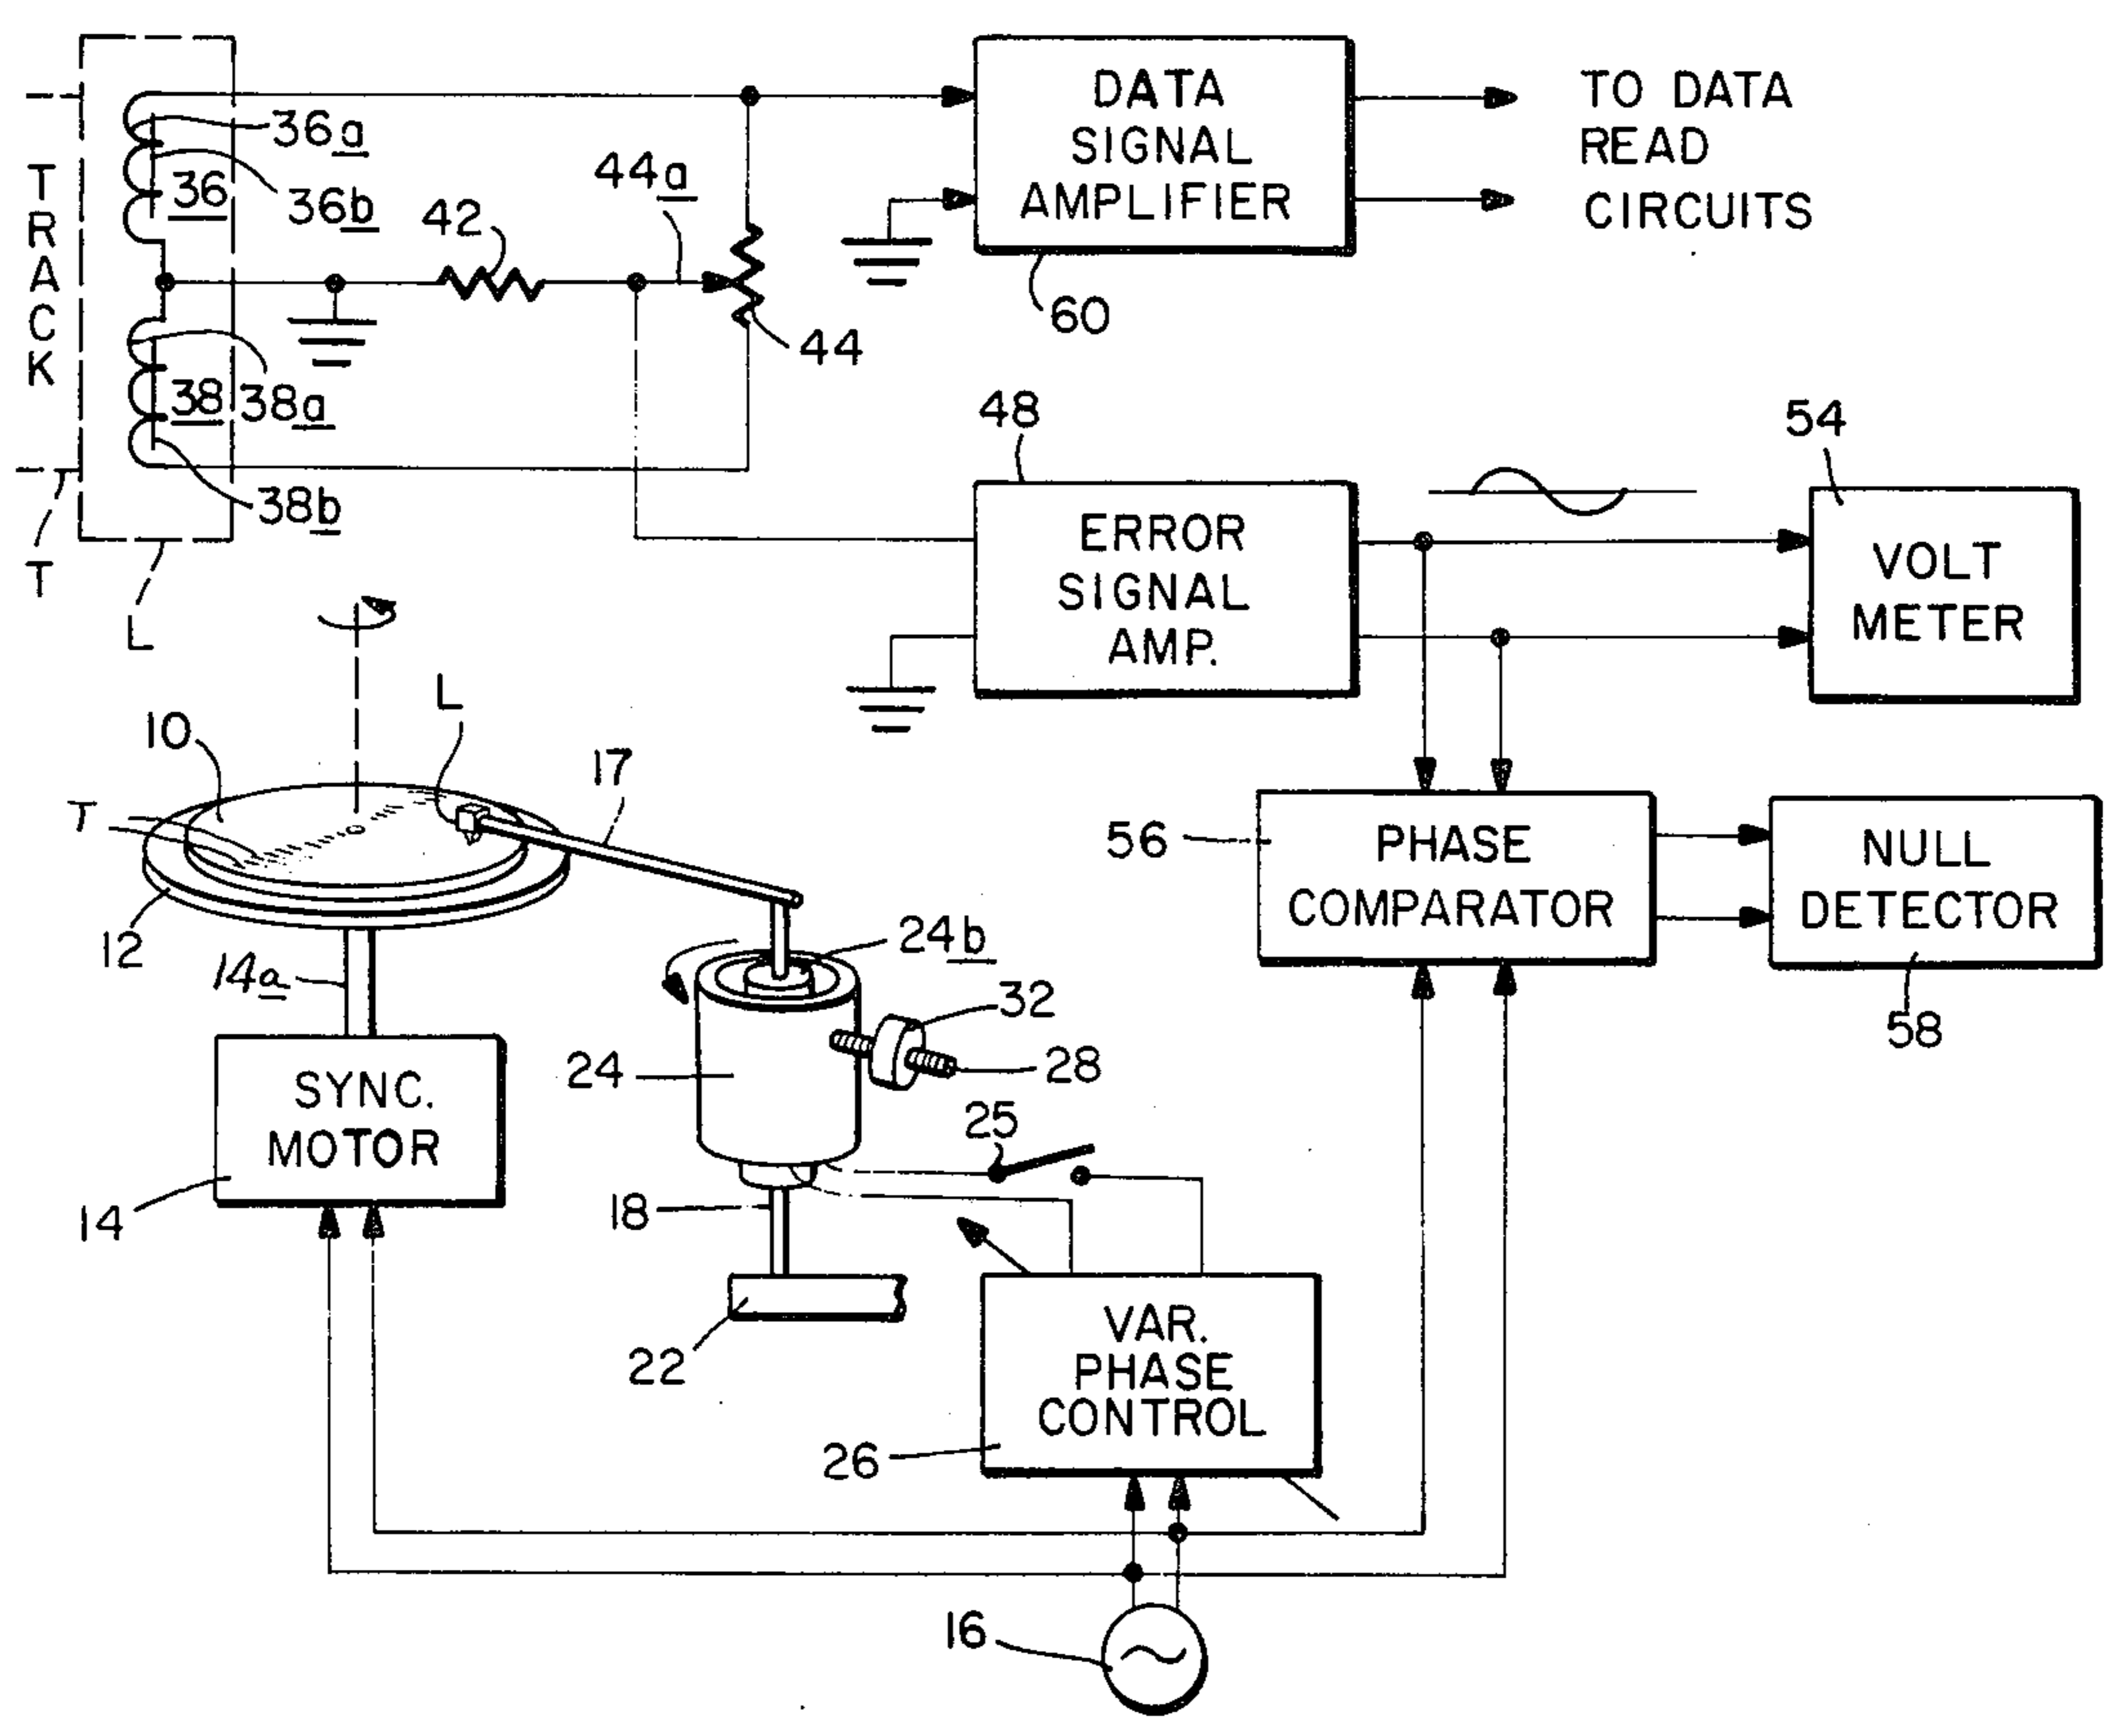 DATA
SIGNAL
AMPLIFIER
TO DATA
READ
CIRCUITS
36a
36b
36
TRACK
44a
42
44
60
38
38a
38b
T
L
48
54
ERROR
SIGNAL
AMP.
VOLT
METER
L
10
17
T
12
14a
56
PHASE
COMPARATOR
NULL
DETECTOR
58
24b
32
24
28
25
SYNC.
MOTOR
14
18
22
VAR.
PHASE
CONTROL
26
16